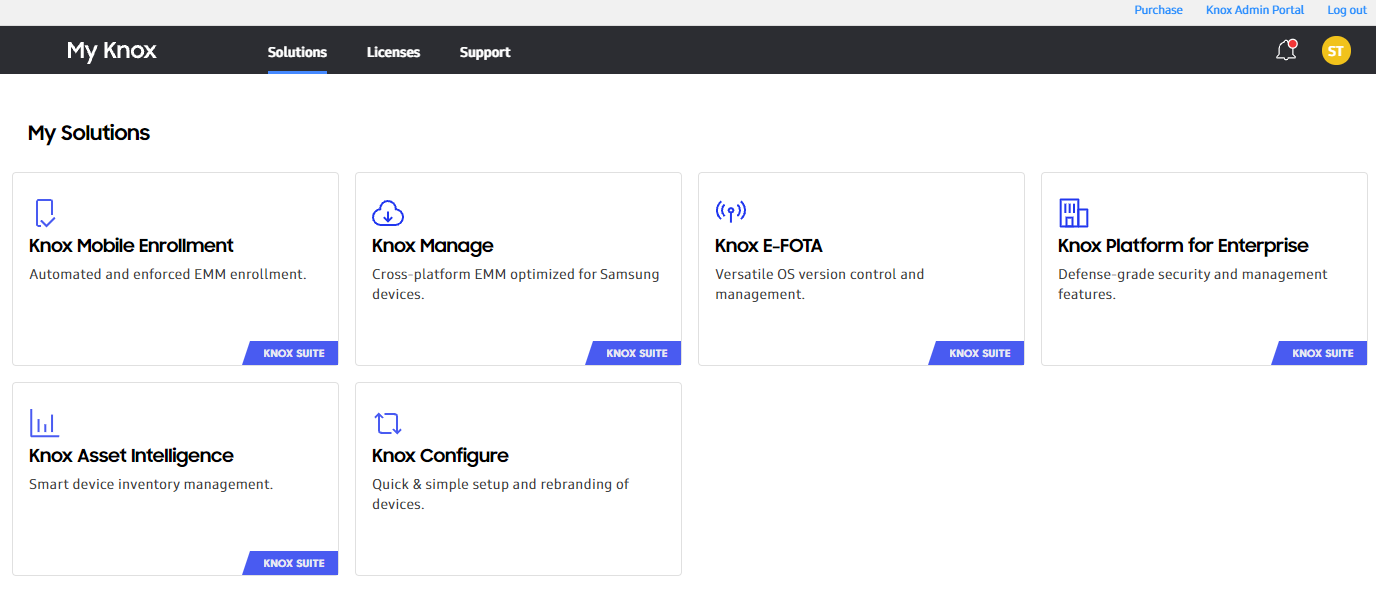 Purchase Knox Admin Portal Log out
My Knox Solutions Licenses Support ST
My Solutions
Knox Mobile Enrollment
Automated and enforced EMM enrollment.
KNOX SUITE
Knox Manage
Cross-platform EMM optimized for Samsung
devices.
KNOX SUITE
Knox E-FOTA
Versatile OS version control and
management.
KNOX SUITE
Knox Platform for Enterprise
Defense-grade security and management
features.
KNOX SUITE
Knox Asset Intelligence
Smart device inventory management.
KNOX SUITE
Knox Configure
Quick & simple setup and rebranding of
devices.